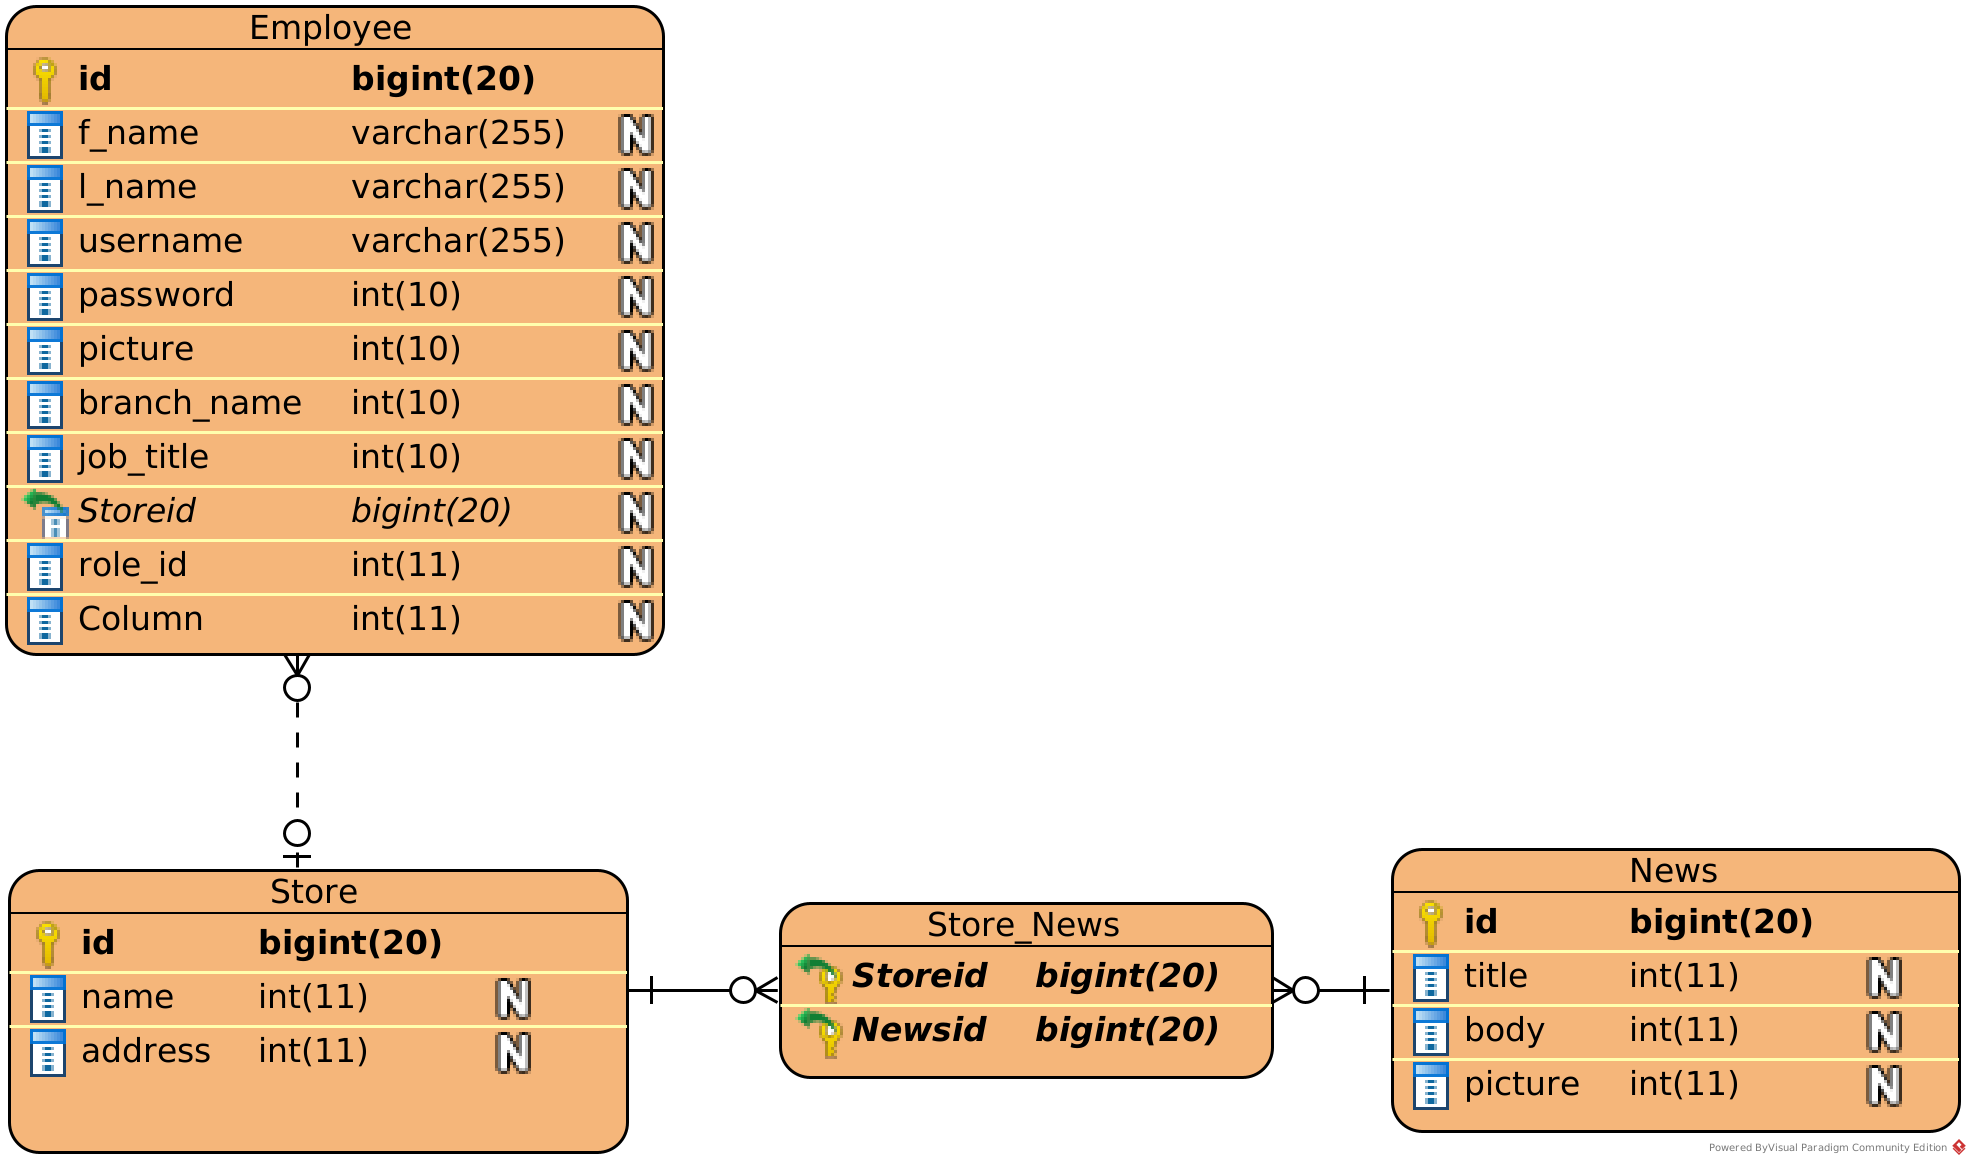 Employee
id bigint(20)
f_name varchar(255) N
l_name varchar(255) N
username varchar(255) N
password int(10) N
picture int(10) N
branch_name int(10) N
job_title int(10) N
Storeid bigint(20) N
role_id int(11) N
Column int(11) N
Store
id bigint(20)
name int(11) N
address int(11) N
Store_News
Storeid bigint(20)
Newsid bigint(20)
News
id bigint(20)
title int(11) N
body int(11) N
picture int(11) N
Powered ByVisual Paradigm Community Edition